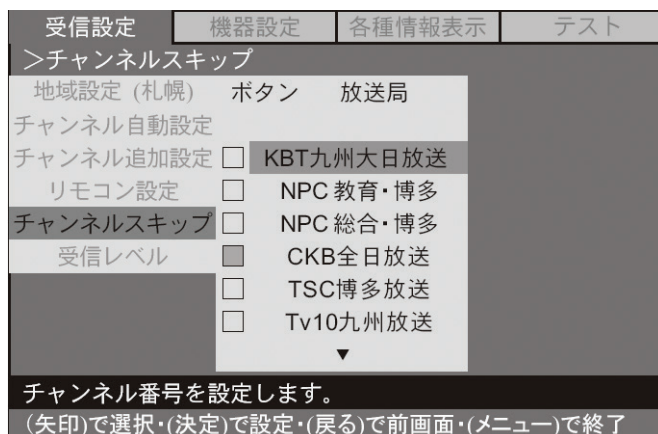 受信設定 機器設定 各種情報表示 テスト
＞チャンネルスキップ
地域設定 (札幌) ボタン 放送局
チャンネル自動設定
チャンネル追加設定 KBT九州大日放送
リモコン設定 NPC教育・博多
チャンネルスキップ NPC総合・博多
受信レベル CKB全日放送
TSC博多放送
Tv10九州放送
▼
チャンネル番号を設定します。
(矢印)で選択・(決定)で設定・(戻る)で前画面・(メニュー)で終了